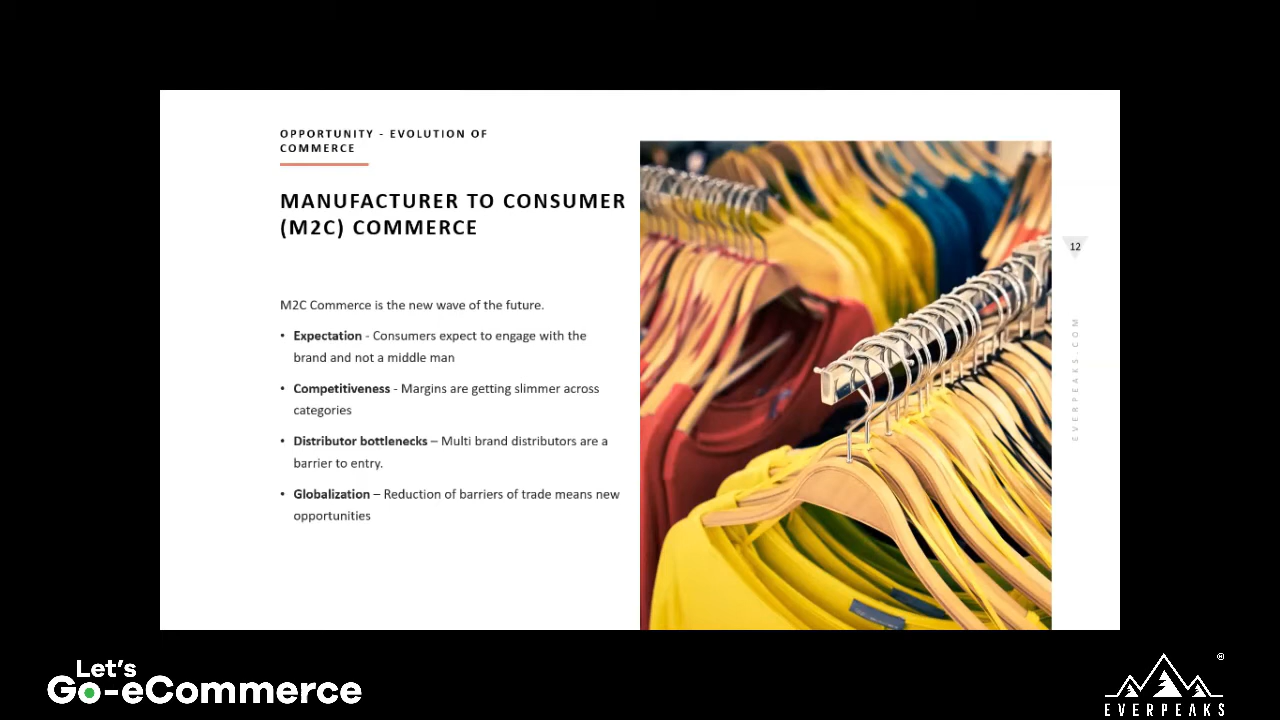 OPPORTUNITY - EVOLUTION OF
COMMERCE
MANUFACTURER TO CONSUMER
(M2C) COMMERCE
M2C Commerce is the new wave of the future.
• Expectation - Consumers expect to engage with the
brand and not a middle man
• Competitiveness - Margins are getting slimmer across
categories
• Distributor bottlenecks – Multi brand distributors are a
barrier to entry.
• Globalization – Reduction of barriers of trade means new
opportunities
12
EVERPEAKS.COM
Let's
Go-eCommerce
®
EVERPEAKS